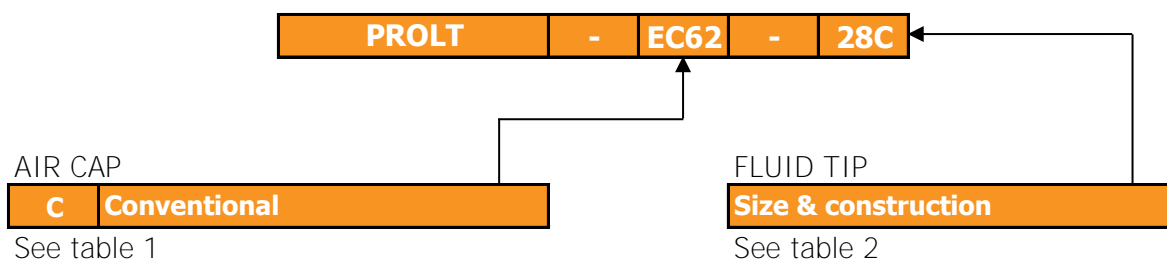 PROLT - EC62 - 28C
AIR CAP
C Conventional
See table 1
FLUID TIP
Size & construction
See table 2